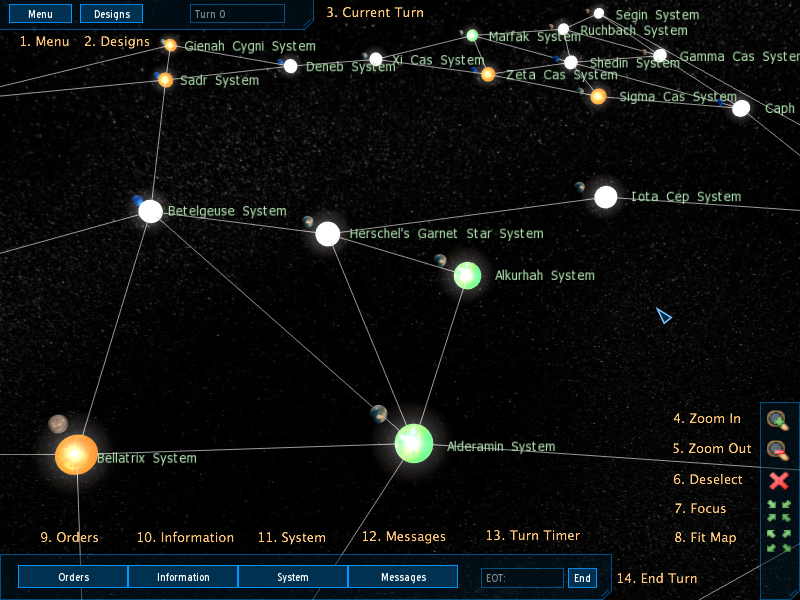 Menu
Designs
Turn 0
3. Current Turn
1. Menu
2. Designs
Segin System
Ruchbach System
Marfak System
Gienah Cygni System
Gamma Cas System
Xi Cas System
Shedin System
Deneb System
Zeta Cas System
Sadr System
Sigma Cas System
Caph
Iota Cep System
Betelgeuse System
Herschel's Garnet Star System
Alkurhah System
4. Zoom In
Alderamin System
5. Zoom Out
Bellatrix System
6. Deselect
7. Focus
9. Orders
10. Information
11. System
12. Messages
13. Turn Timer
8. Fit Map
Orders
Information
System
Messages
EOT:
End
14. End Turn